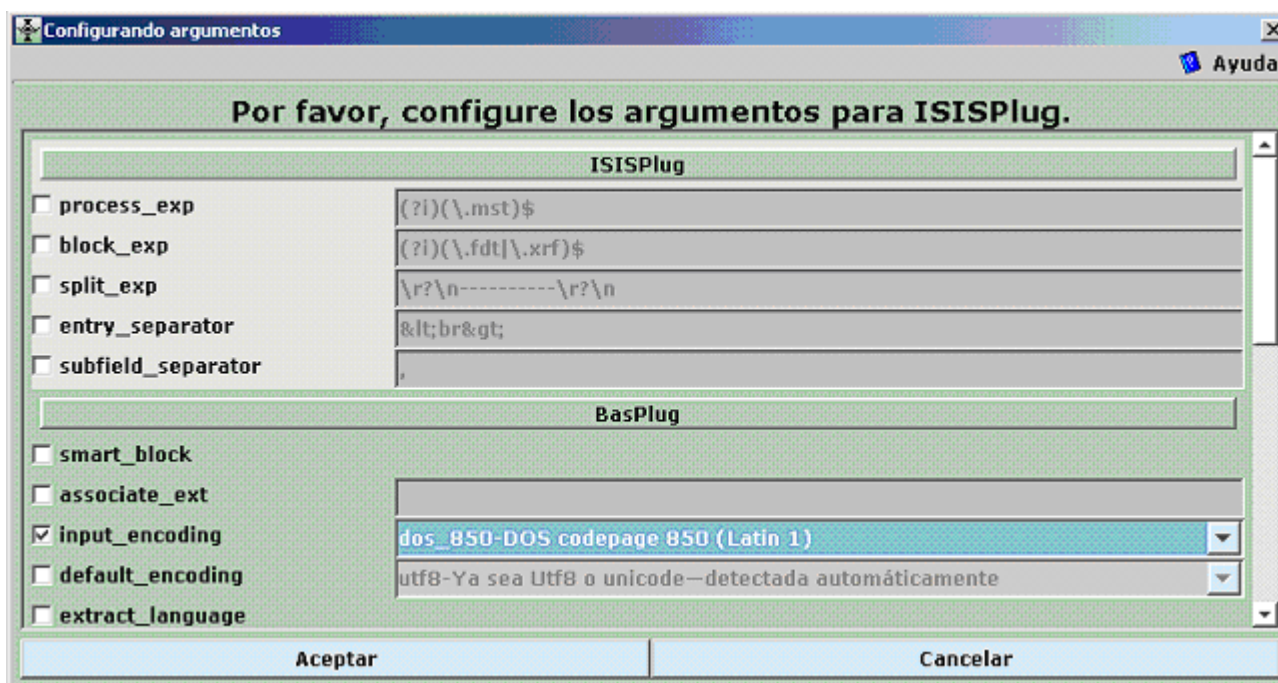 Configurando argumentos
Ayuda
Por favor, configure los argumentos para ISISPlug.
ISISPlug
process_exp (?i)(\.mst)$
block_exp (?i)(\.fdt|\.xrf)$
split_exp \r?\n----------\r?\n
entry_separator &lt;br&gt;
subfield_separator ,
BasPlug
smart_block
associate_ext
input_encoding dos_850-DOS codepage 850 (Latin 1)
default_encoding utf8-Ya sea Utf8 o unicode—detectada automáticamente
extract_language
Aceptar Cancelar